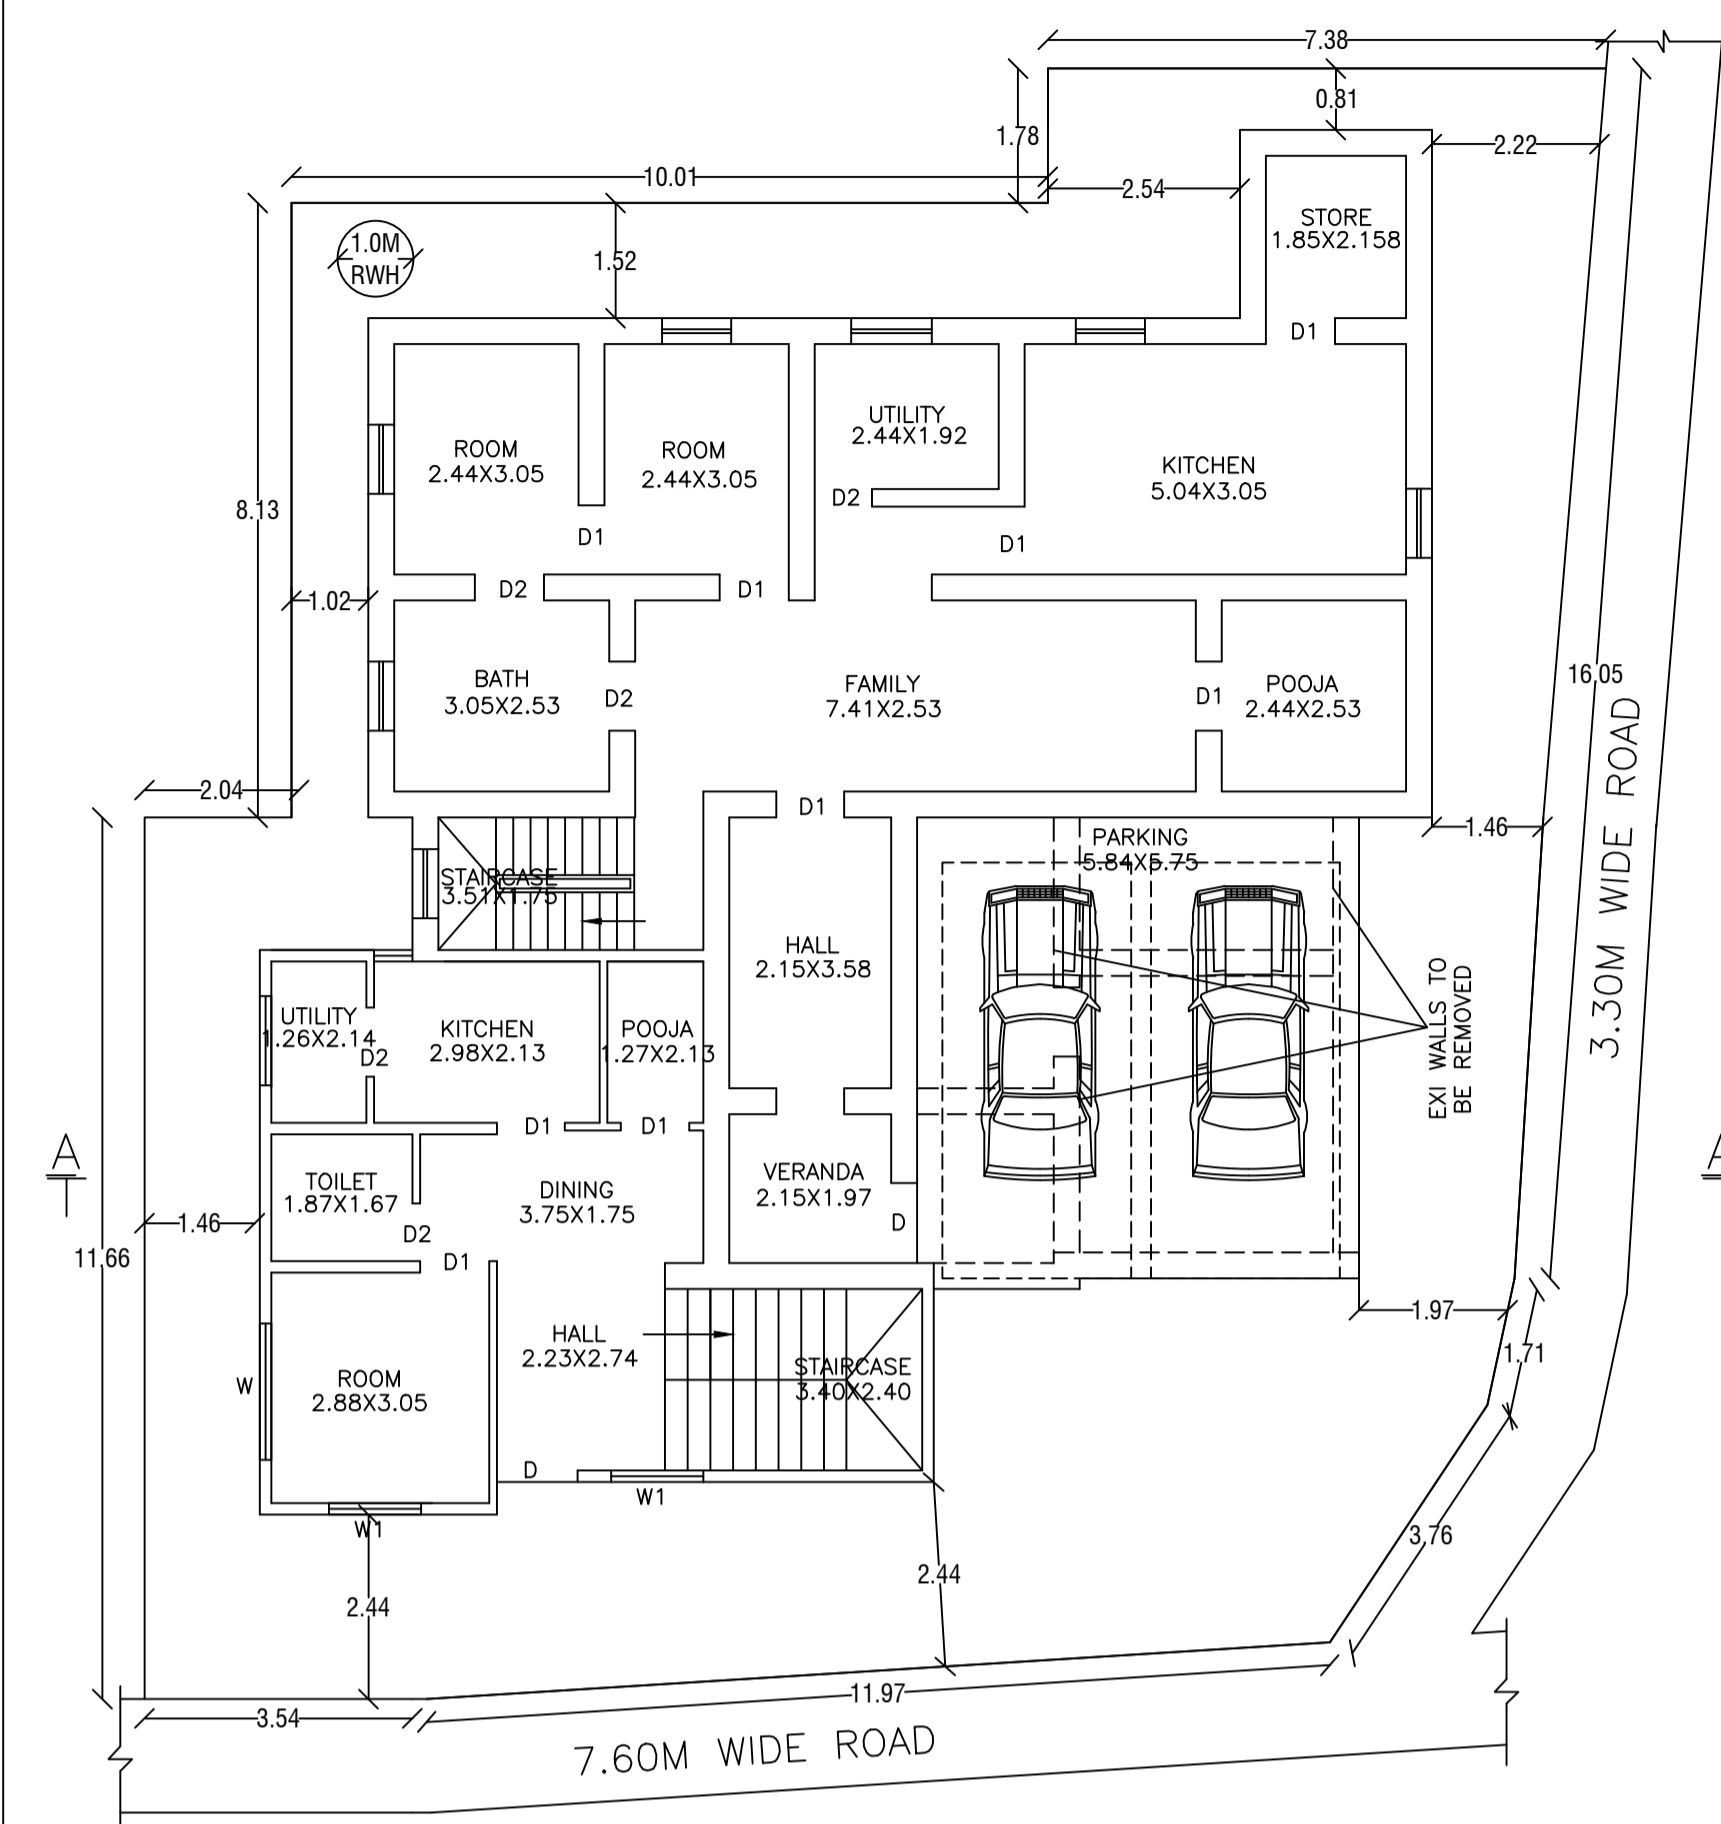 7.38
0.81
1.78
2.22
10.01
2.54
STORE
1.85X2.158
1.0M
RWH
1.52
D1
UTILITY
2.44X1.92
ROOM
2.44X3.05
ROOM
2.44X3.05
KITCHEN
5.04X3.05
D2
8.13
D1
D1
D2
D1
1.02
16.05
BATH
3.05X2.53
D2
FAMILY
7.41X2.53
D1
POOJA
2.44X2.53
3.30M WIDE ROAD
2.04
D1
1.46
PARKING
5.84X5.75
STAIRCASE
3.51X1.75
HALL
2.15X3.58
EXI WALLS TO
BE REMOVED
UTILITY
1.26X2.14
D2
KITCHEN
2.98X2.13
POOJA
1.27X2.13
D1
D1
A
A
TOILET
1.87X1.67
DINING
3.75X1.75
VERANDA
2.15X1.97
1.46
D2
D
11.66
D1
1.97
HALL
2.23X2.74
1.71
STAIRCASE
3.40X2.40
W
ROOM
2.88X3.05
D
W1
W1
3.76
2.44
2.44
11.97
3.54
7.60M WIDE ROAD